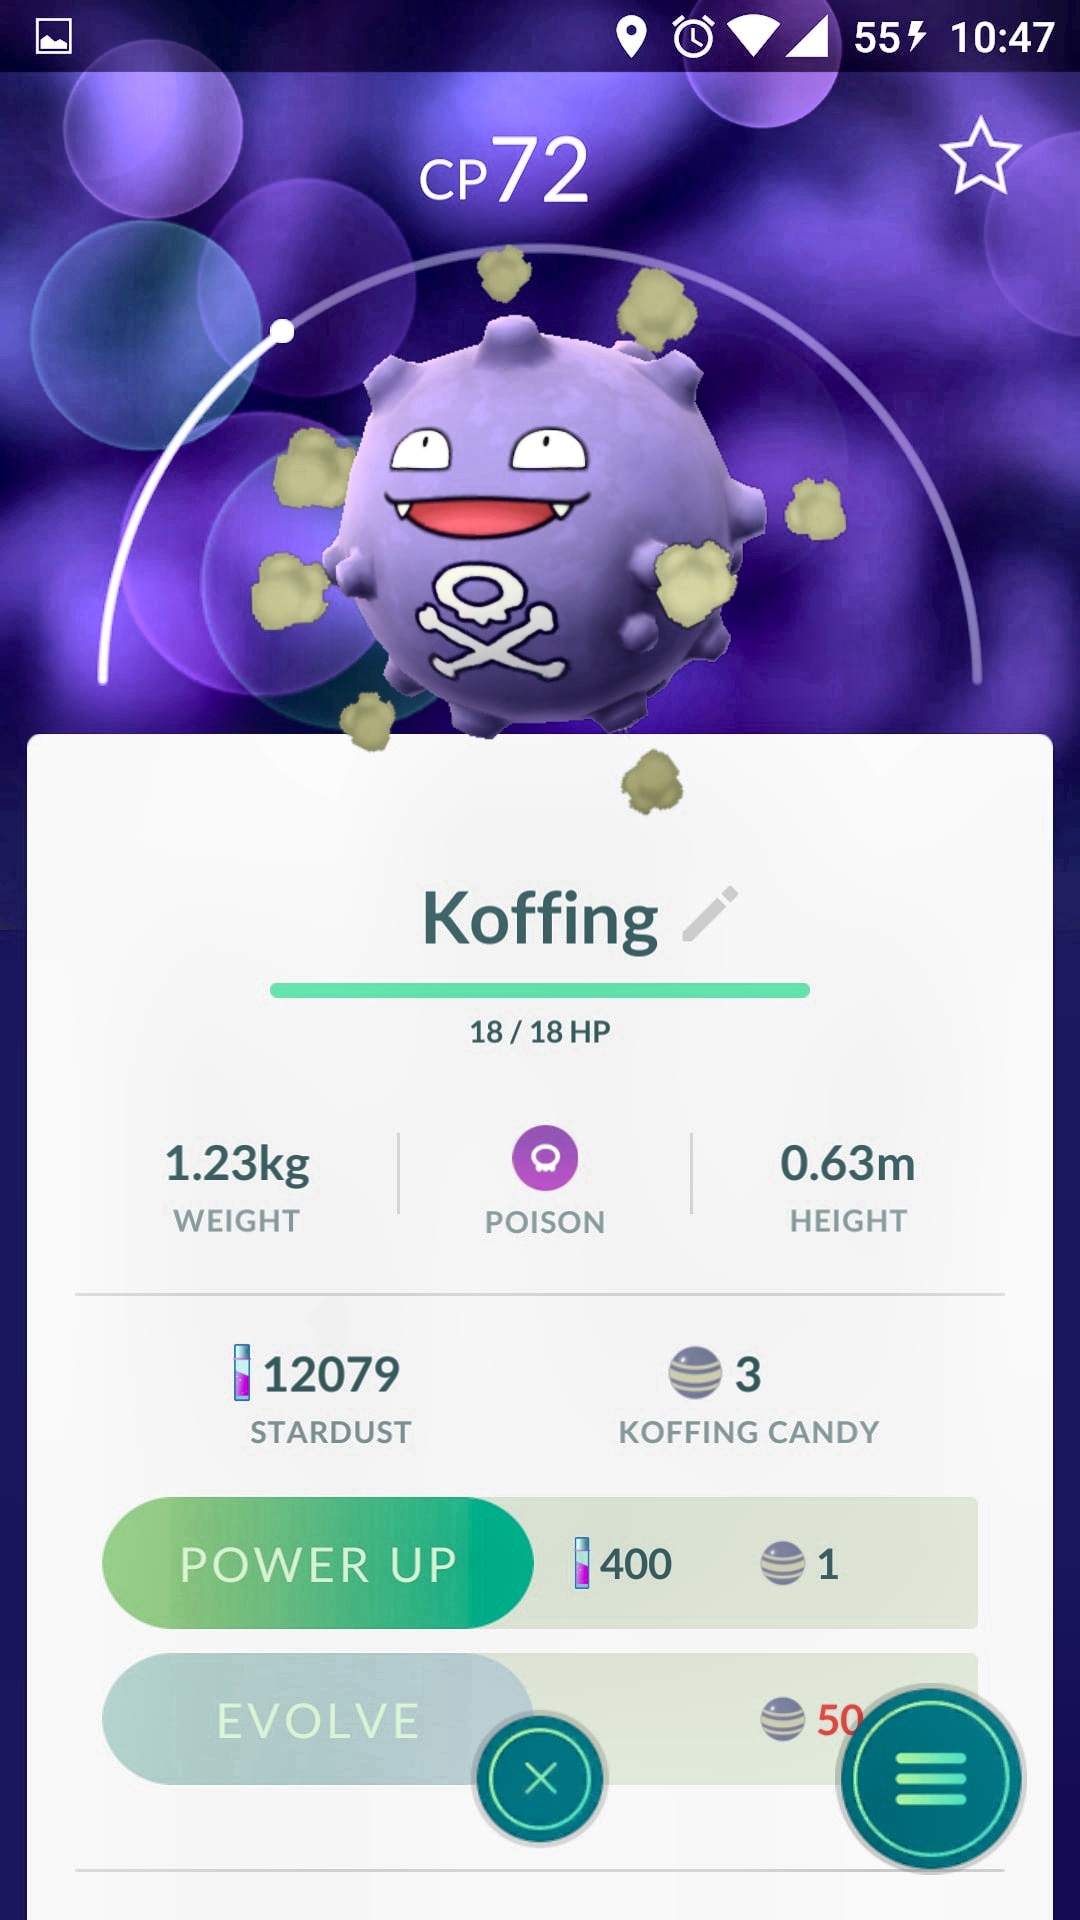 55 10:47
CP72
Koffing
18 / 18 HP
1.23kg
WEIGHT
POISON
0.63m
HEIGHT
12079
STARDUST
3
KOFFING CANDY
POWER UP 400 1
EVOLVE 50